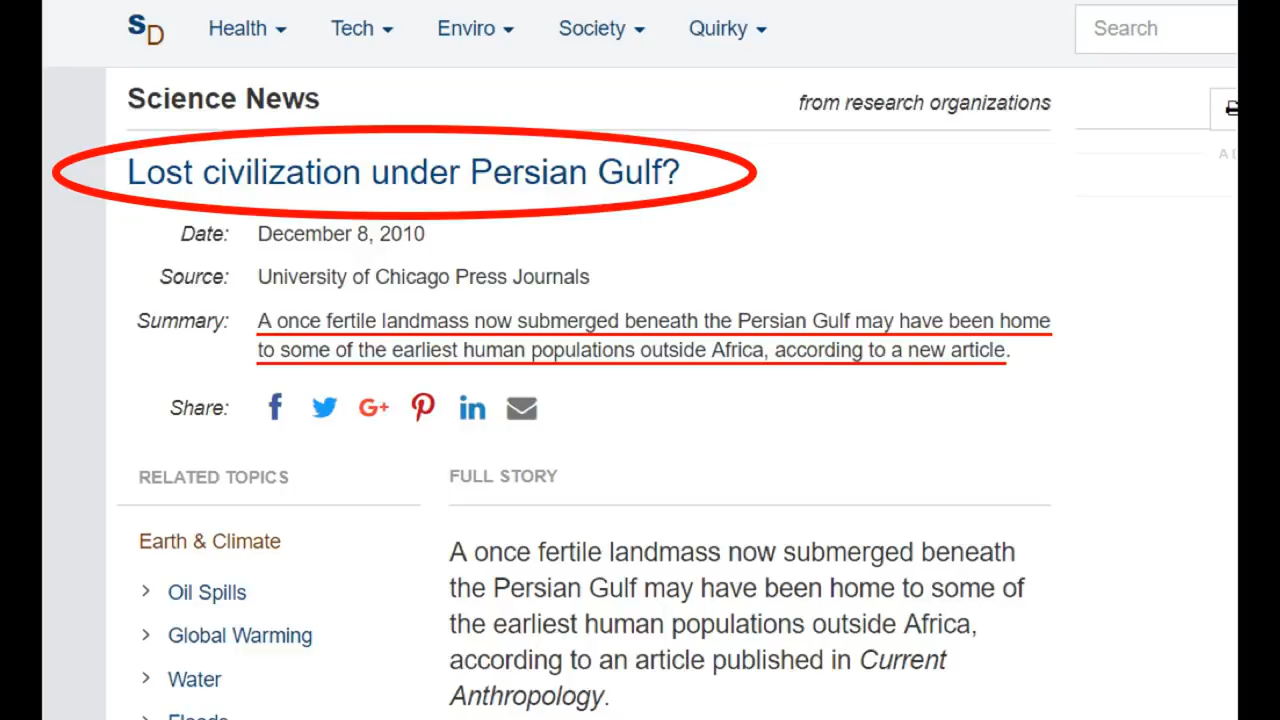 SD Health Tech Enviro Society Quirky Search
Science News
from research organizations
Lost civilization under Persian Gulf?
Date: December 8, 2010
Source: University of Chicago Press Journals
Summary: A once fertile landmass now submerged beneath the Persian Gulf may have been home
to some of the earliest human populations outside Africa, according to a new article.
Share: f G+ in
RELATED TOPICS
Earth & Climate
> Oil Spills
> Global Warming
> Water
FULL STORY
A once fertile landmass now submerged beneath
the Persian Gulf may have been home to some of
the earliest human populations outside Africa,
according to an article published in Current
Anthropology.